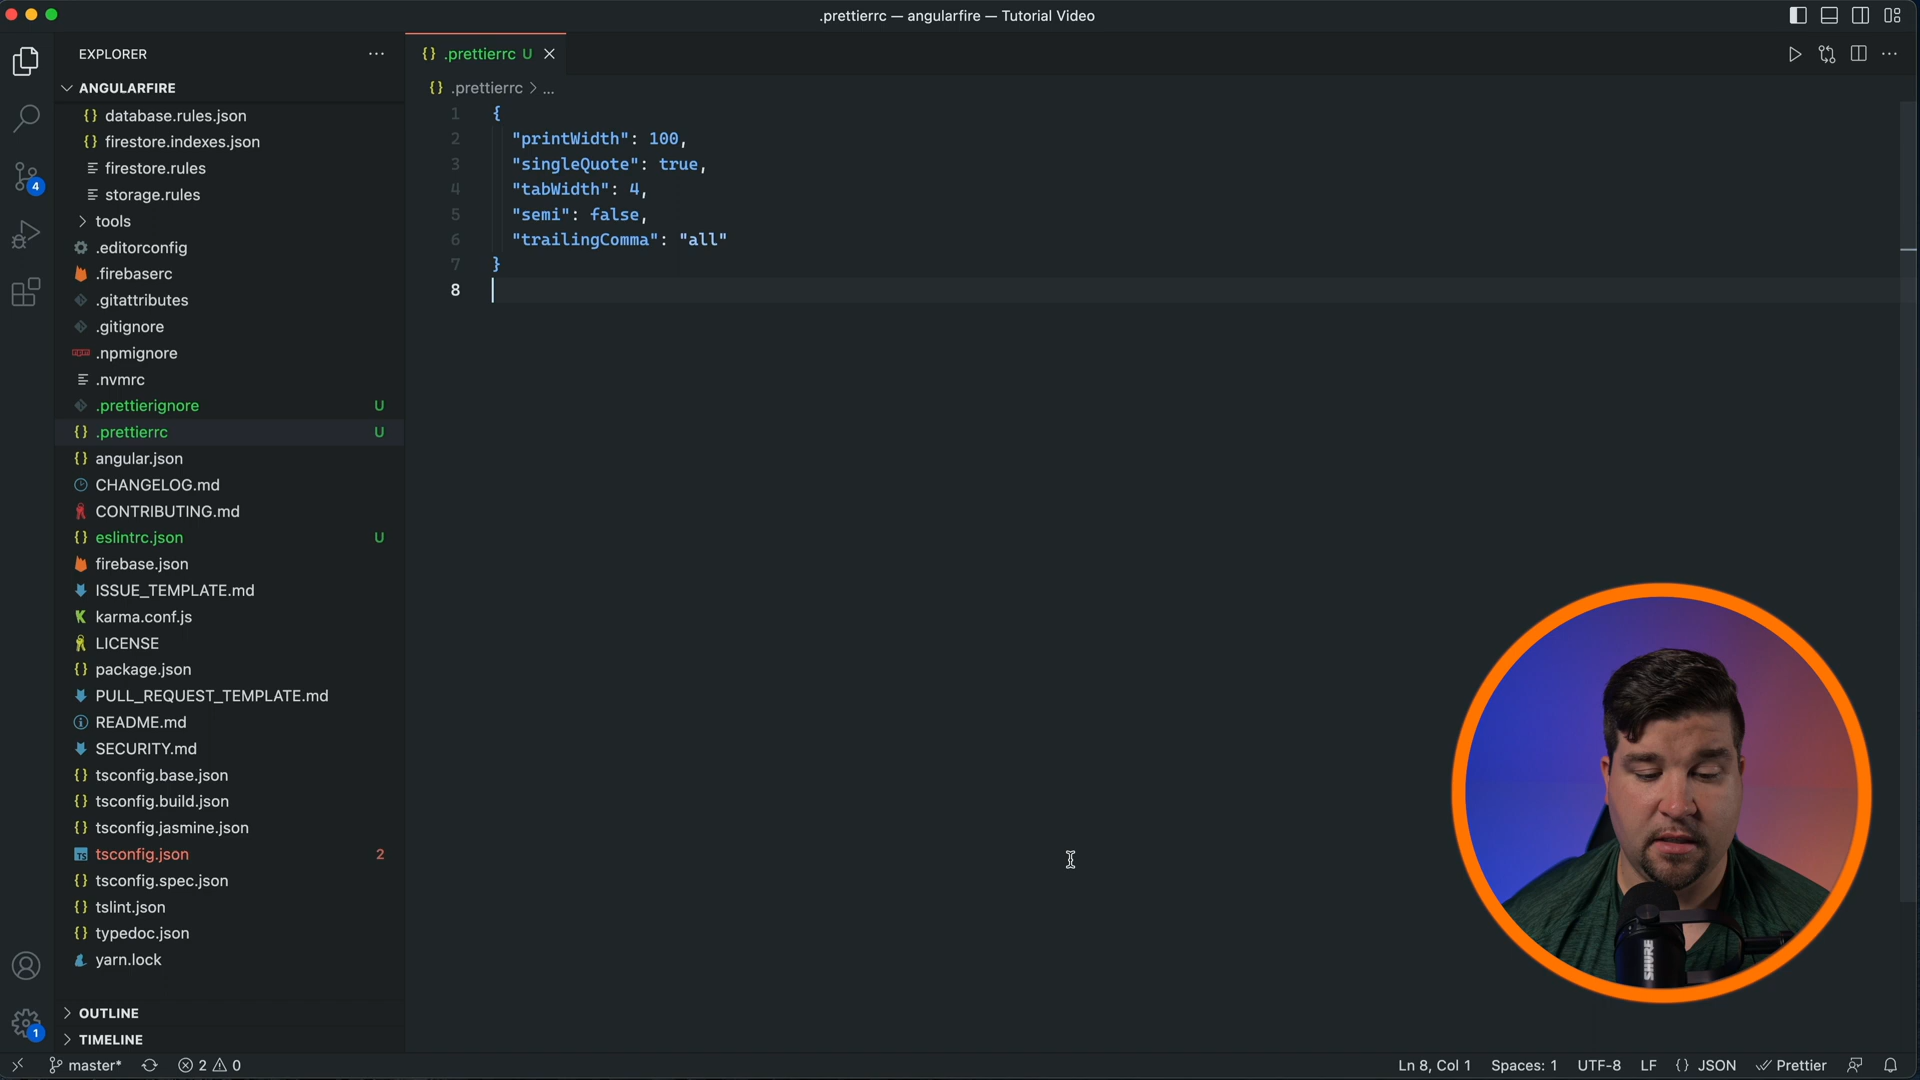 .prettierrc — angularfire — Tutorial Video
EXPLORER
ANGULARFIRE
database.rules.json
firestore.indexes.json
firestore.rules
storage.rules
tools
.editorconfig
.firebaserc
.gitattributes
.gitignore
.npmignore
.nvmrc
.prettierignore U
.prettierrc U
angular.json
CHANGELOG.md
CONTRIBUTING.md
eslintrc.json U
firebase.json
ISSUE_TEMPLATE.md
karma.conf.js
LICENSE
package.json
PULL_REQUEST_TEMPLATE.md
README.md
SECURITY.md
tsconfig.base.json
tsconfig.build.json
tsconfig.jasmine.json
tsconfig.json 2
tsconfig.spec.json
tslint.json
typedoc.json
yarn.lock
OUTLINE
TIMELINE
4
1
{} .prettierrc U
{} .prettierrc > ...
1 {
2 "printWidth": 100,
3 "singleQuote": true,
4 "tabWidth": 4,
5 "semi": false,
6 "trailingComma": "all"
7 }
8
SHURE
master* 2 0 Ln 8, Col 1 Spaces: 1 UTF-8 LF {} JSON Prettier